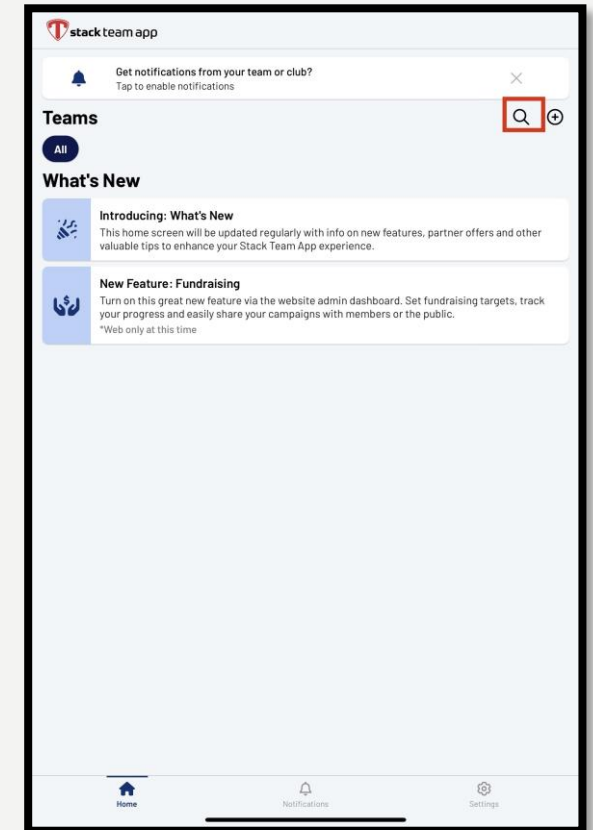 stack team app
Get notifications from your team or club?
Tap to enable notifications
Teams
All
What's New
Introducing: What's New
This home screen will be updated regularly with info on new features, partner offers and other
valuable tips to enhance your Stack Team App experience.
New Feature: Fundraising
Turn on this great new feature via the website admin dashboard. Set fundraising targets, track
your progress and easily share your campaigns with members or the public.
*Web only at this time
Home
Notifications
Settings